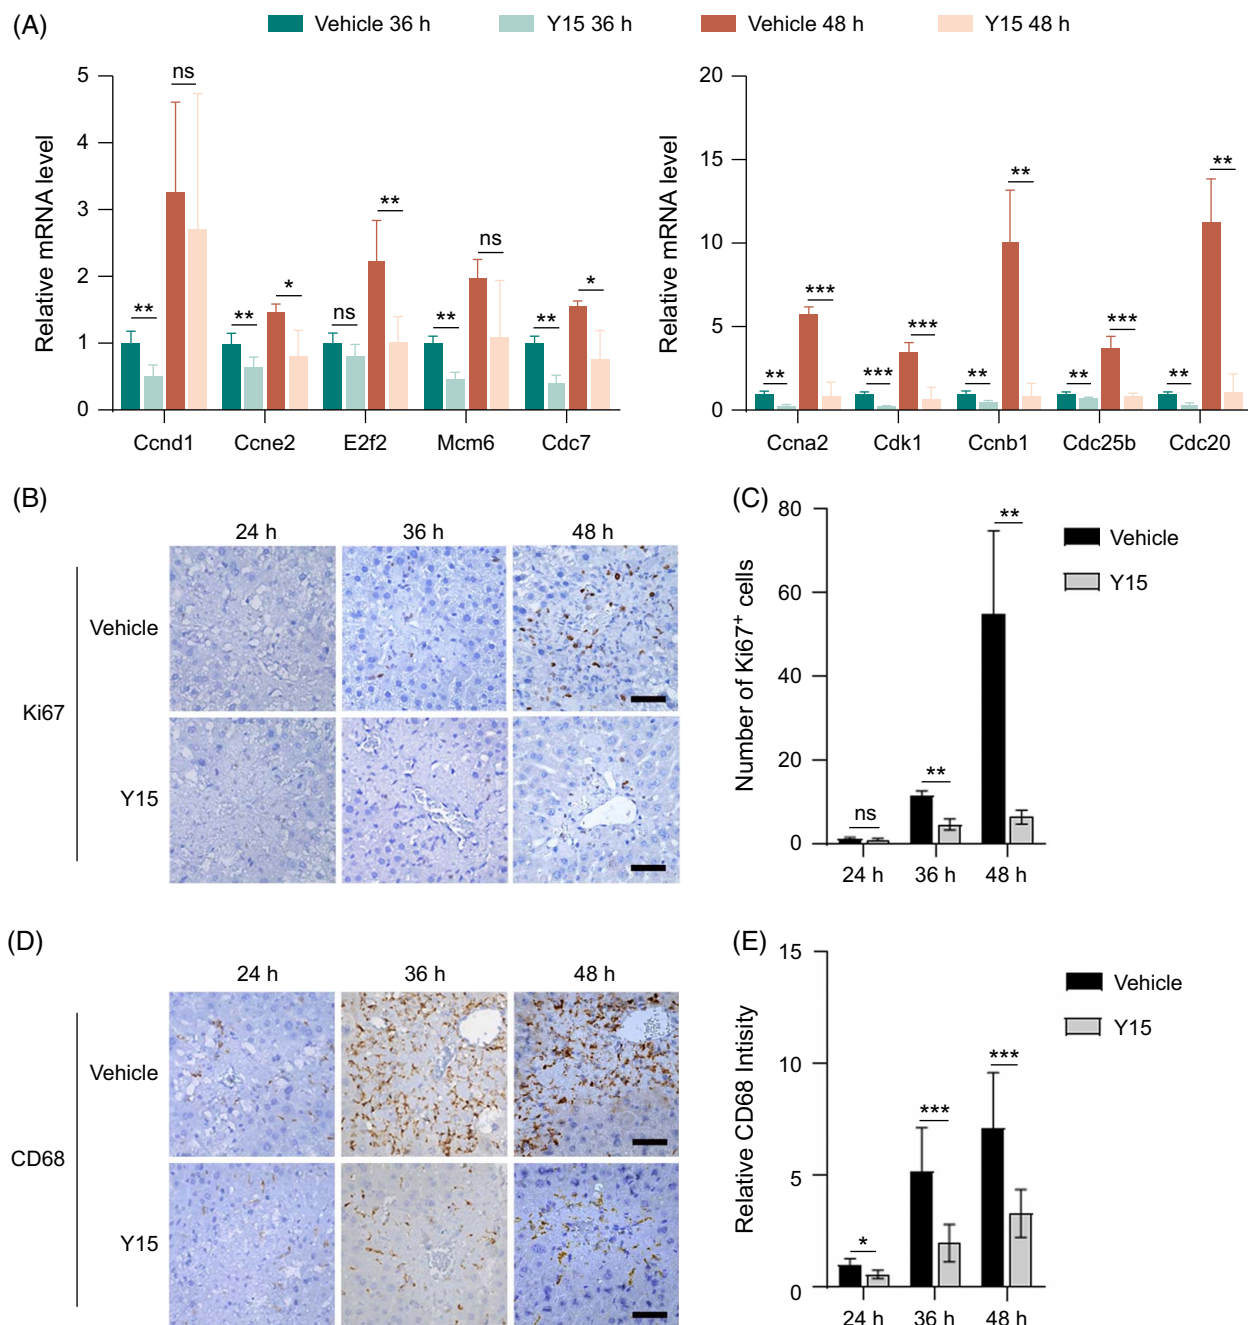 (A)
Vehicle 36 h Y15 36 h Vehicle 48 h Y15 48 h
Relative mRNA level
5
4
3
2
1
0
ns
**
**
*
ns
**
**
ns
**
*
Ccnd1 Ccne2 E2f2 Mcm6 Cdc7
Relative mRNA level
20
15
10
5
0
**
***
***
***
**
**
**
***
**
**
Ccna2 Cdk1 Ccnb1 Cdc25b Cdc20
(B)
24 h 36 h 48 h
Ki67
Vehicle
Y15
(C)
Number of Ki67+ cells
80
60
40
20
0
ns
**
**
Vehicle
Y15
24 h 36 h 48 h
(D)
24 h 36 h 48 h
CD68
Vehicle
Y15
(E)
Relative CD68 Intisity
15
10
5
0
*
***
***
Vehicle
Y15
24 h 36 h 48 h